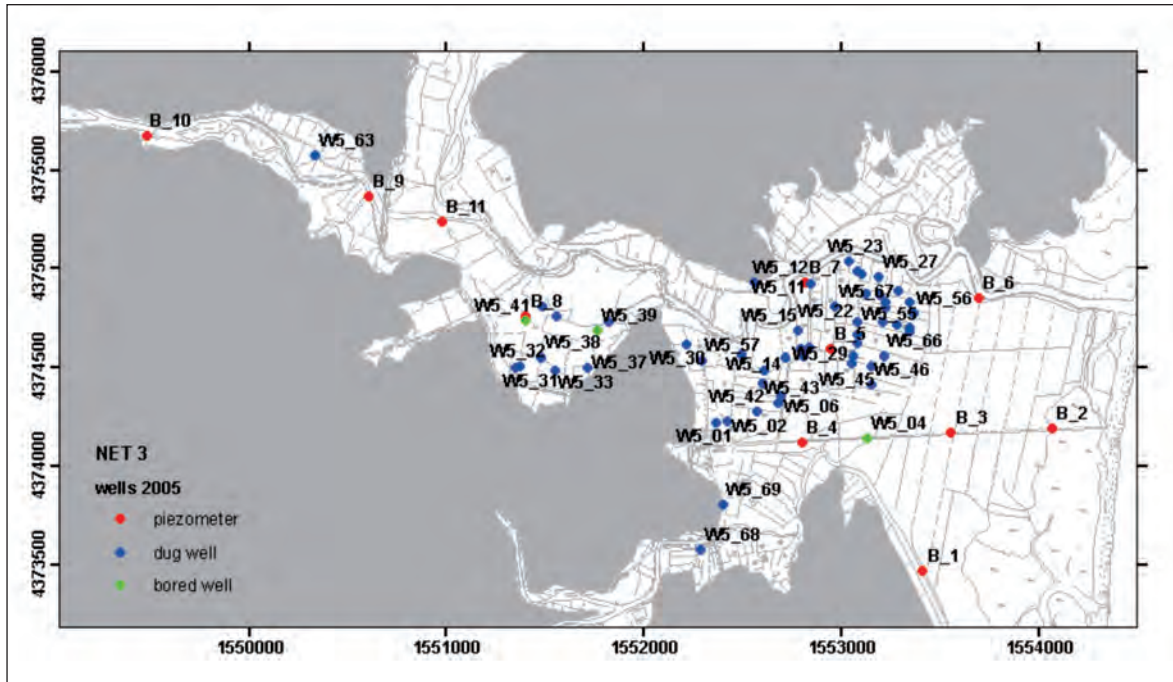 4376000
4375500
4375000
4374500
4374000
4373500
B_10
W5_63
B_9
B_11
W5_23
W5_12 B_7 W5_27
W5_11 W5_67 B_6
W5_41 B_8 W5_56
W5_15 W5_22 W5_55
W5_39
W5_38 W5_57 B_5 W5_66
W5_32 W5_30 W5_29
W5_37 W5_14
W5_31 W5_33 W5_45 W5_46
W5_42 W5_43
W5_06
W5_01 W5_02 B_4 W5_04 B_3 B_2
NET 3
wells 2005
piezometer
dug well
bored well
W5_69
W5_68
B_1
1550000 1551000 1552000 1553000 1554000